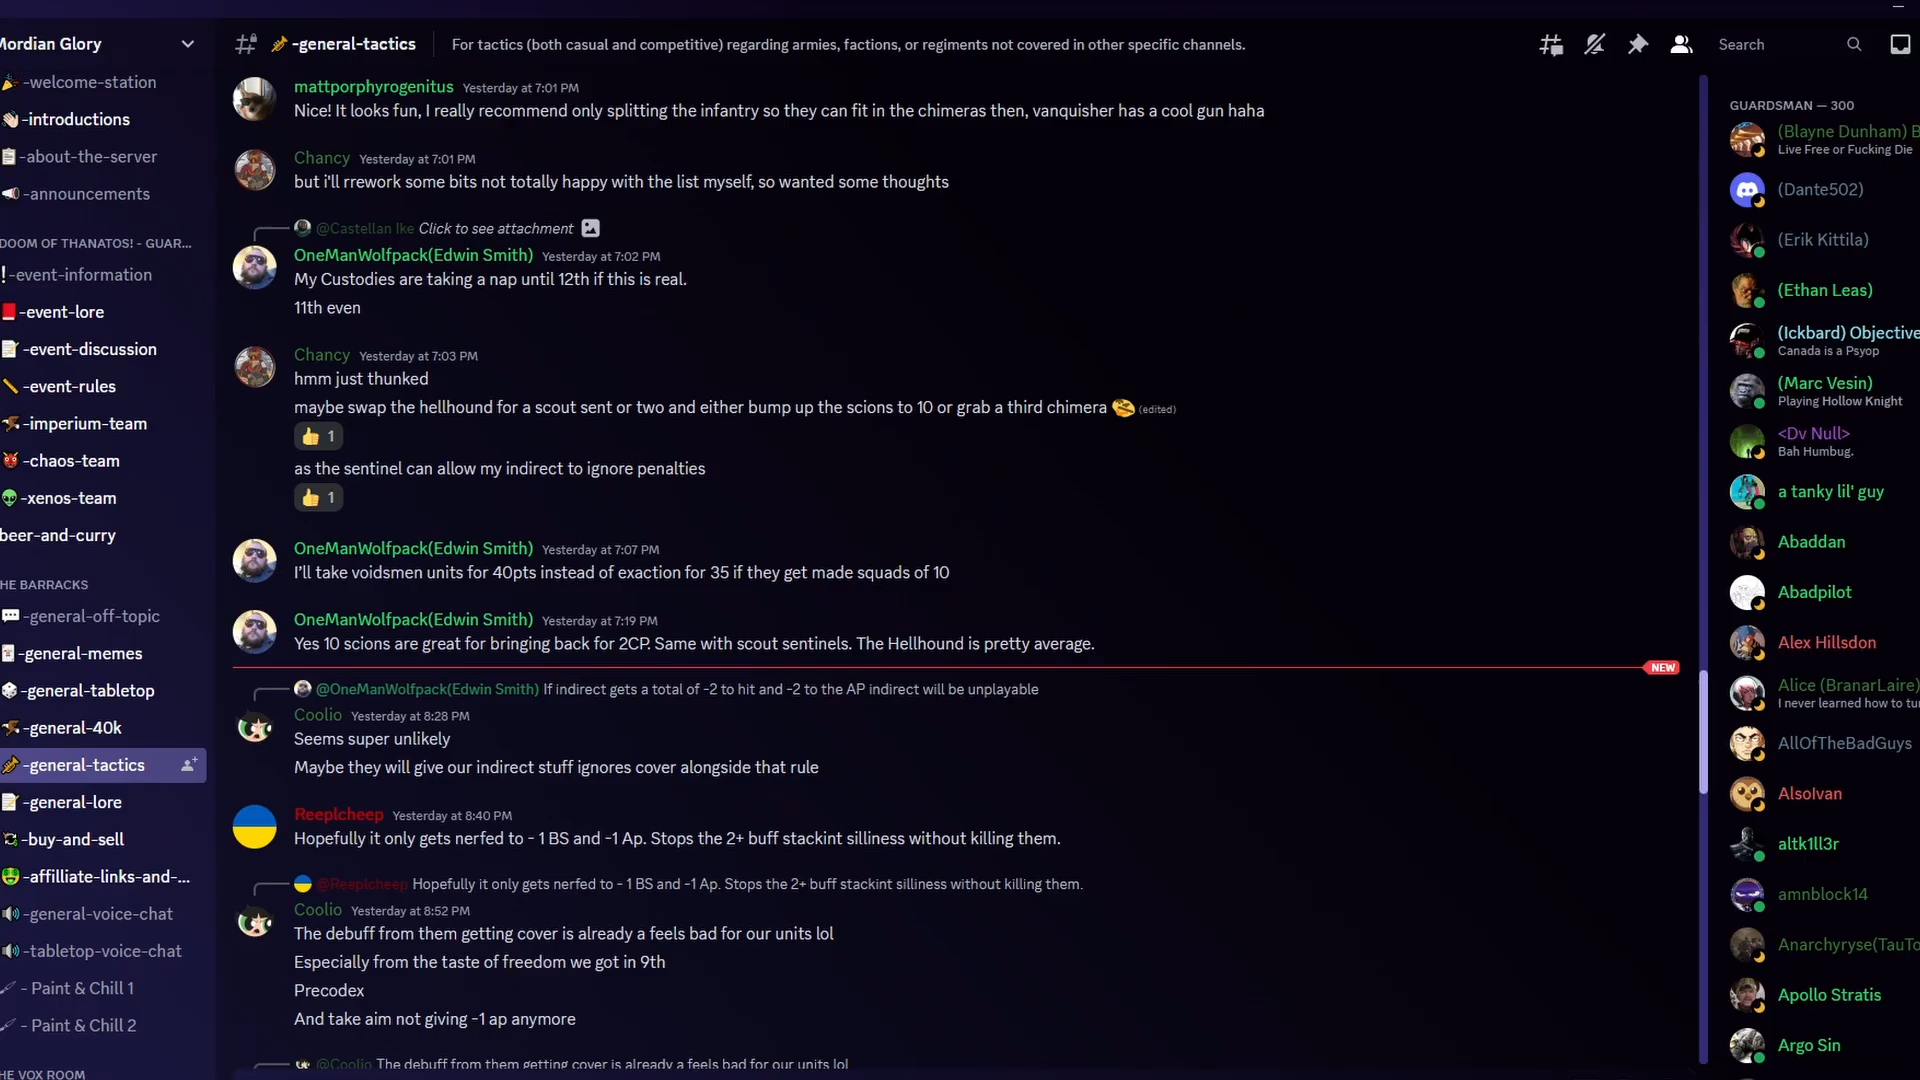 Mordian Glory
-welcome-station
-introductions
-about-the-server
-announcements
DOOM OF THANATOS! - GUAR...
-event-information
-event-lore
-event-discussion
-event-rules
-imperium-team
-chaos-team
-xenos-team
beer-and-curry
HE BARRACKS
-general-off-topic
-general-memes
-general-tabletop
-general-40k
-general-tactics
-general-lore
-buy-and-sell
-affilliate-links-and-...
-general-voice-chat
-tabletop-voice-chat
- Paint & Chill 1
- Paint & Chill 2
HE VOX ROOM
-general-tactics
For tactics (both casual and competitive) regarding armies, factions, or regiments not covered in other specific channels.
Search
mattporphyrogenitus Yesterday at 7:01 PM
Nice! It looks fun, I really recommend only splitting the infantry so they can fit in the chimeras then, vanquisher has a cool gun haha
Chancy Yesterday at 7:01 PM
but i'll rrework some bits not totally happy with the list myself, so wanted some thoughts
@Castellan Ike Click to see attachment
OneManWolfpack(Edwin Smith) Yesterday at 7:02 PM
My Custodies are taking a nap until 12th if this is real.
11th even
Chancy Yesterday at 7:03 PM
hmm just thunked
maybe swap the hellhound for a scout sent or two and either bump up the scions to 10 or grab a third chimera (edited)
1
as the sentinel can allow my indirect to ignore penalties
1
OneManWolfpack(Edwin Smith) Yesterday at 7:07 PM
I'll take voidsmen units for 40pts instead of exaction for 35 if they get made squads of 10
OneManWolfpack(Edwin Smith) Yesterday at 7:19 PM
Yes 10 scions are great for bringing back for 2CP. Same with scout sentinels. The Hellhound is pretty average.
NEW
@OneManWolfpack(Edwin Smith) If indirect gets a total of -2 to hit and -2 to the AP indirect will be unplayable
Coolio Yesterday at 8:28 PM
Seems super unlikely
Maybe they will give our indirect stuff ignores cover alongside that rule
Reeplcheep Yesterday at 8:40 PM
Hopefully it only gets nerfed to - 1 BS and -1 Ap. Stops the 2+ buff stackint silliness without killing them.
@Reeplcheep Hopefully it only gets nerfed to - 1 BS and -1 Ap. Stops the 2+ buff stackint silliness without killing them.
Coolio Yesterday at 8:52 PM
The debuff from them getting cover is already a feels bad for our units lol
Especially from the taste of freedom we got in 9th
Precodex
And take aim not giving -1 ap anymore
@Coolio The debuff from them getting cover is already a feels bad for our units lol
GUARDSMAN — 300
(Blayne Dunham) B
Live Free or Fucking Die
(Dante502)
(Erik Kittila)
(Ethan Leas)
(Ickbard) Objective
Canada is a Psyop
(Marc Vesin)
Playing Hollow Knight
<Dv Null>
Bah Humbug.
a tanky lil' guy
Abaddan
Abadpilot
Alex Hillsdon
Alice (BranarLaire)
I never learned how to tu
AllOfTheBadGuys
Alsolvan
altk1ll3r
amnblock14
Anarchyryse(TauTo
Apollo Stratis
Argo Sin